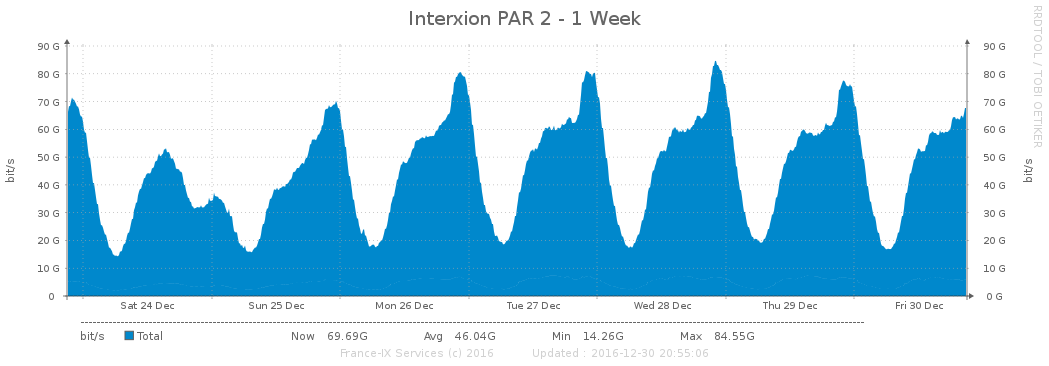 Interxion PAR 2 - 1 Week
RRDTOOL / TOBI OETIKER
bit/s
90 G
80 G
70 G
60 G
50 G
40 G
30 G
20 G
10 G
0
90 G
80 G
70 G
60 G
50 G
40 G
30 G
20 G
10 G
0 G
bit/s
Sat 24 Dec Sun 25 Dec Mon 26 Dec Tue 27 Dec Wed 28 Dec Thu 29 Dec Fri 30 Dec
bit/s Total Now 69.69G Avg 46.04G Min 14.26G Max 84.55G
France-IX Services (c) 2016 Updated : 2016-12-30 20:55:06